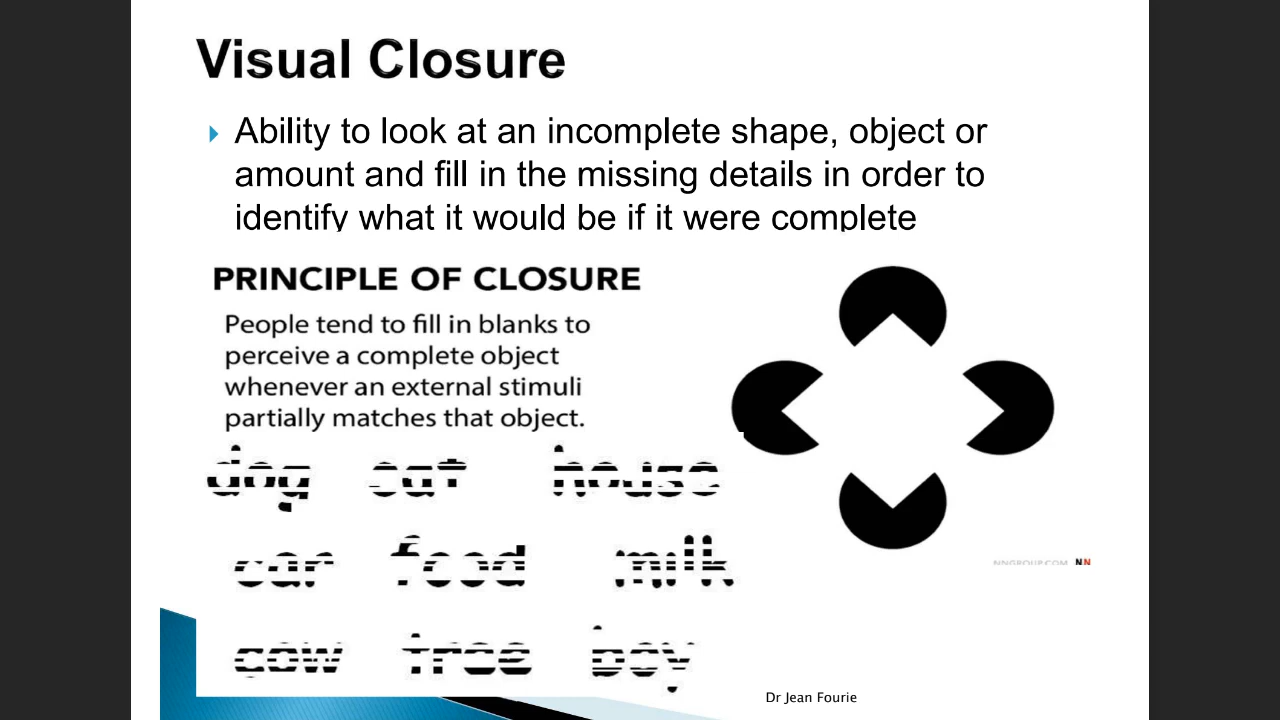 Visual Closure
Ability to look at an incomplete shape, object or
amount and fill in the missing details in order to
identify what it would be if it were complete
PRINCIPLE OF CLOSURE
People tend to fill in blanks to
perceive a complete object
whenever an external stimuli
partially matches that object.
dog cat house
car food milk
cow tree boy
NNGROUP.COM NN
Dr Jean Fourie